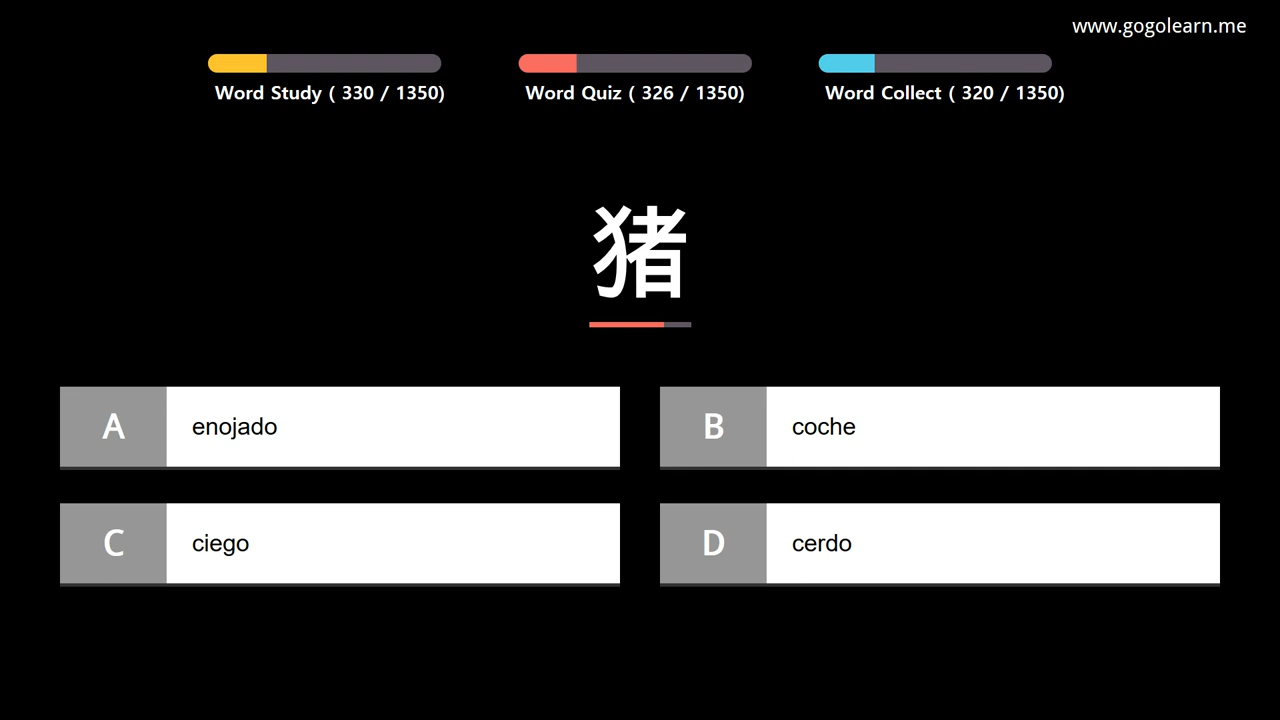 www.gogolearn.me
Word Study ( 330 / 1350)
Word Quiz ( 326 / 1350)
Word Collect ( 320 / 1350)
猪
A enojado
B coche
C ciego
D cerdo